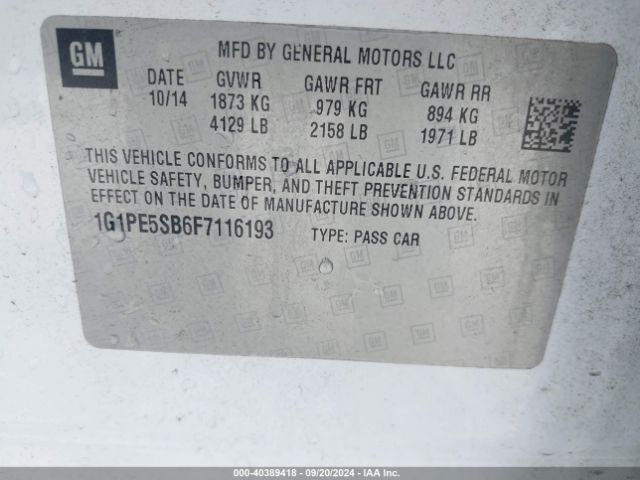 GM
MFD BY GENERAL MOTORS LLC
DATE GVWR GAWR FRT GAWR RR
10/14 1873 KG 979 KG 894 KG
4129 LB 2158 LB 1971 LB
THIS VEHICLE CONFORMS TO ALL APPLICABLE U.S. FEDERAL MOTOR
VEHICLE SAFETY, BUMPER, AND THEFT PREVENTION STANDARDS IN
EFFECT ON THE DATE OF MANUFACTURE SHOWN ABOVE.
1G1PE5SB6F7116193 TYPE: PASS CAR
000-40389418 - 09/20/2024 - IAA Inc.